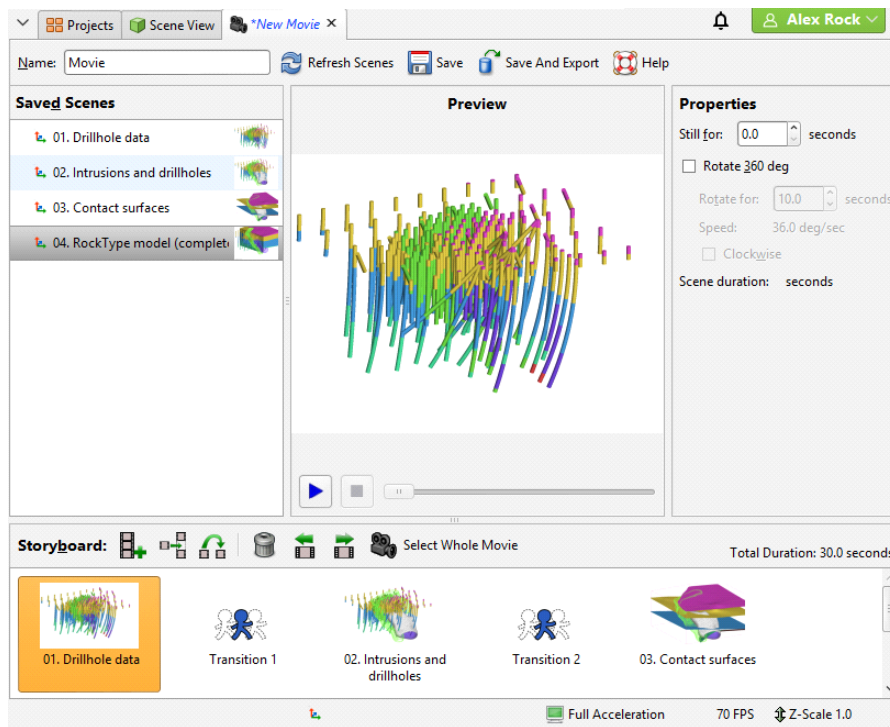 Projects Scene View *New Movie Alex Rock
Name: Movie Refresh Scenes Save Save And Export Help
Saved Scenes
01. Drillhole data
02. Intrusions and drillholes
03. Contact surfaces
04. RockType model (complet
Preview
Properties
Still for: 0.0 seconds
Rotate 360 deg
Rotate for: 10.0 seconds
Speed: 36.0 deg/sec
Clockwise
Scene duration: seconds
Storyboard: Select Whole Movie Total Duration: 30.0 seconds
01. Drillhole data
Transition 1
02. Intrusions and
drillholes
Transition 2
03. Contact surfaces
Full Acceleration 70 FPS Z-Scale 1.0